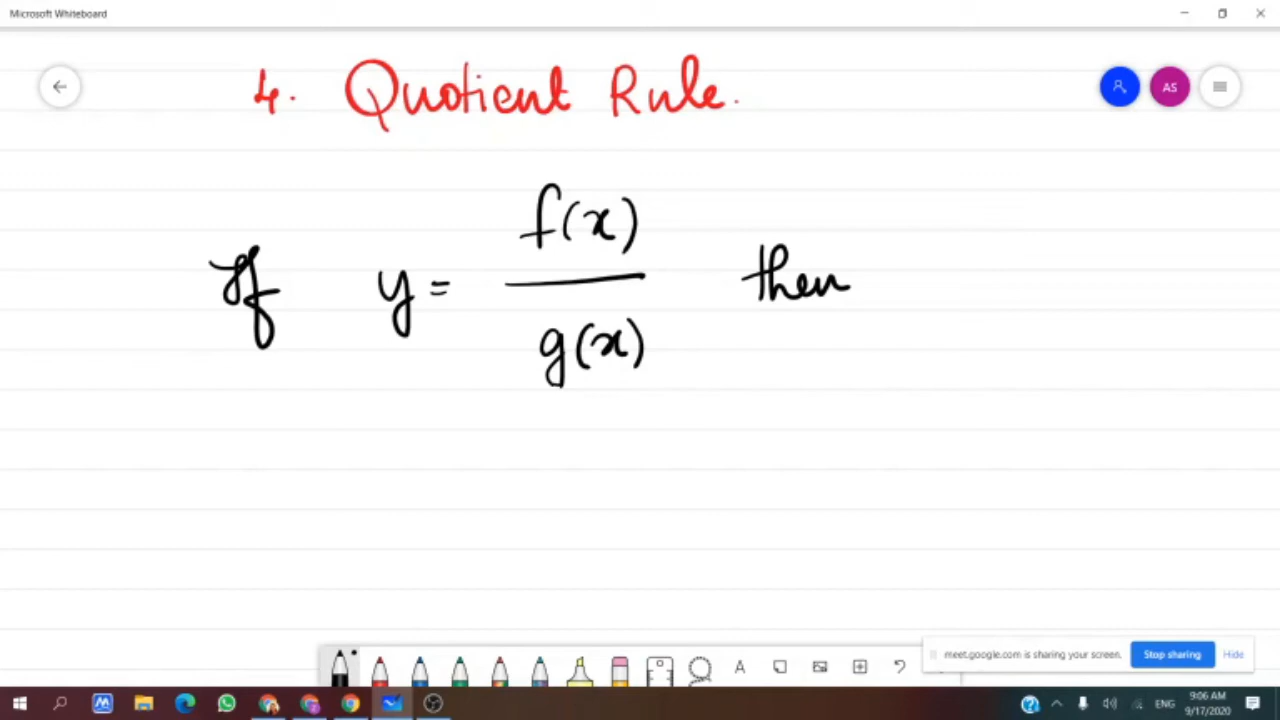 Microsoft Whiteboard
4. Quotient Rule.
AS
If y = f(x) / g(x) then
A
meet.google.com is sharing your screen. Stop sharing Hide
ENG
9:06 AM
9/17/2020